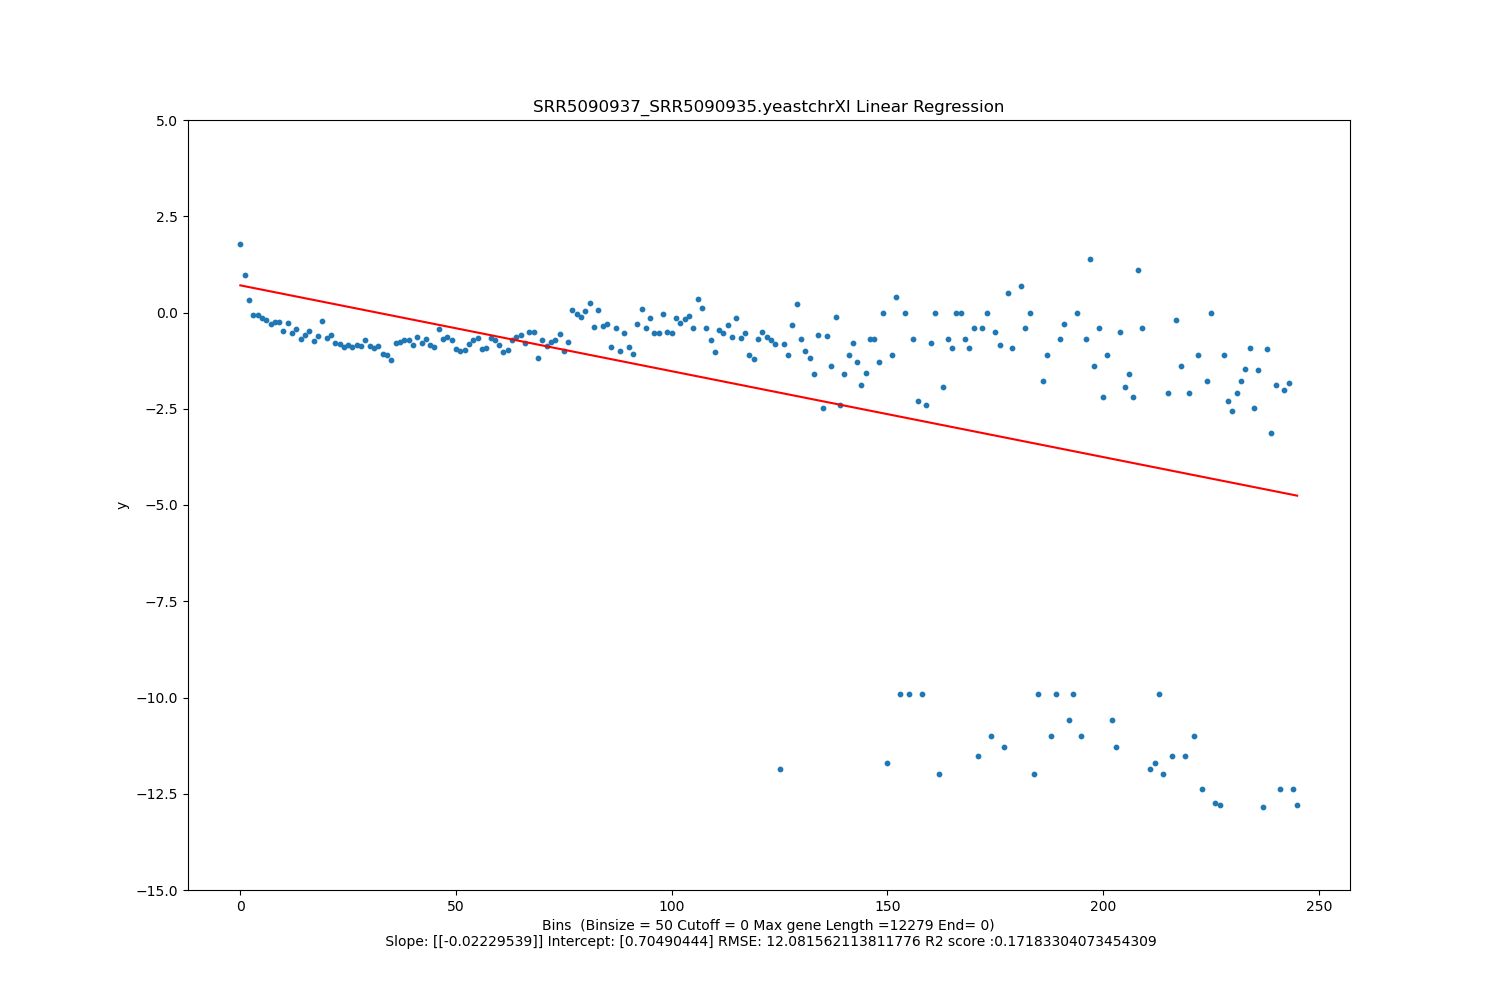 SRR5090937_SRR5090935.yeastchrXI Linear Regression
5.0
2.5
0.0
−2.5
−5.0
−7.5
−10.0
−12.5
−15.0
y
0 50 100 150 200 250
Bins  (Binsize = 50 Cutoff = 0 Max gene Length =12279 End= 0)
Slope: [[-0.02229539]] Intercept: [0.70490444] RMSE: 12.081562113811776 R2 score :0.17183304073454309